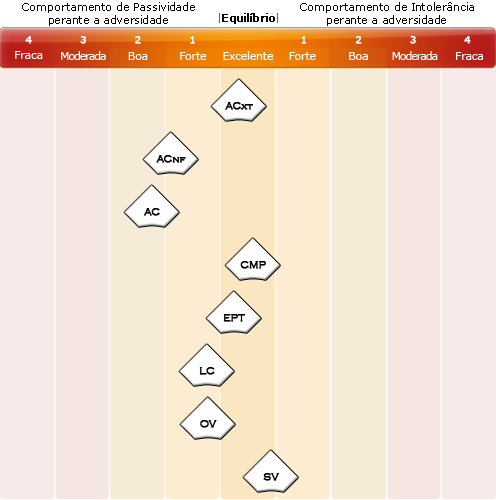 Comportamento de Passividade
perante a adversidade
|Equilíbrio|
Comportamento de Intolerância
perante a adversidade
4 3 2 1 1 2 3 4
Fraca Moderada Boa Forte Excelente Forte Boa Moderada Fraca
ACXT
ACNF
AC
CMP
EPT
LC
OV
SV